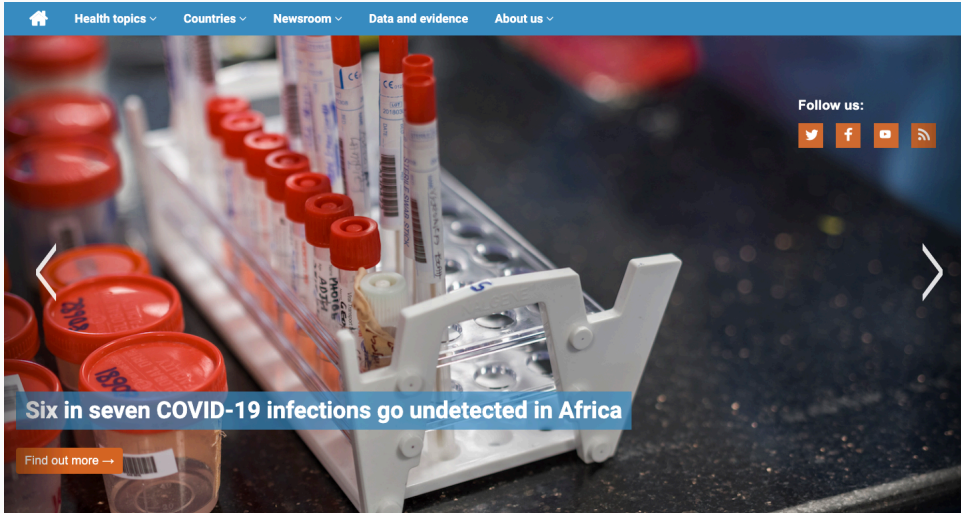 Health topics
Countries
Newsroom
Data and evidence
About us
Follow us:
Six in seven COVID-19 infections go undetected in Africa
Find out more →